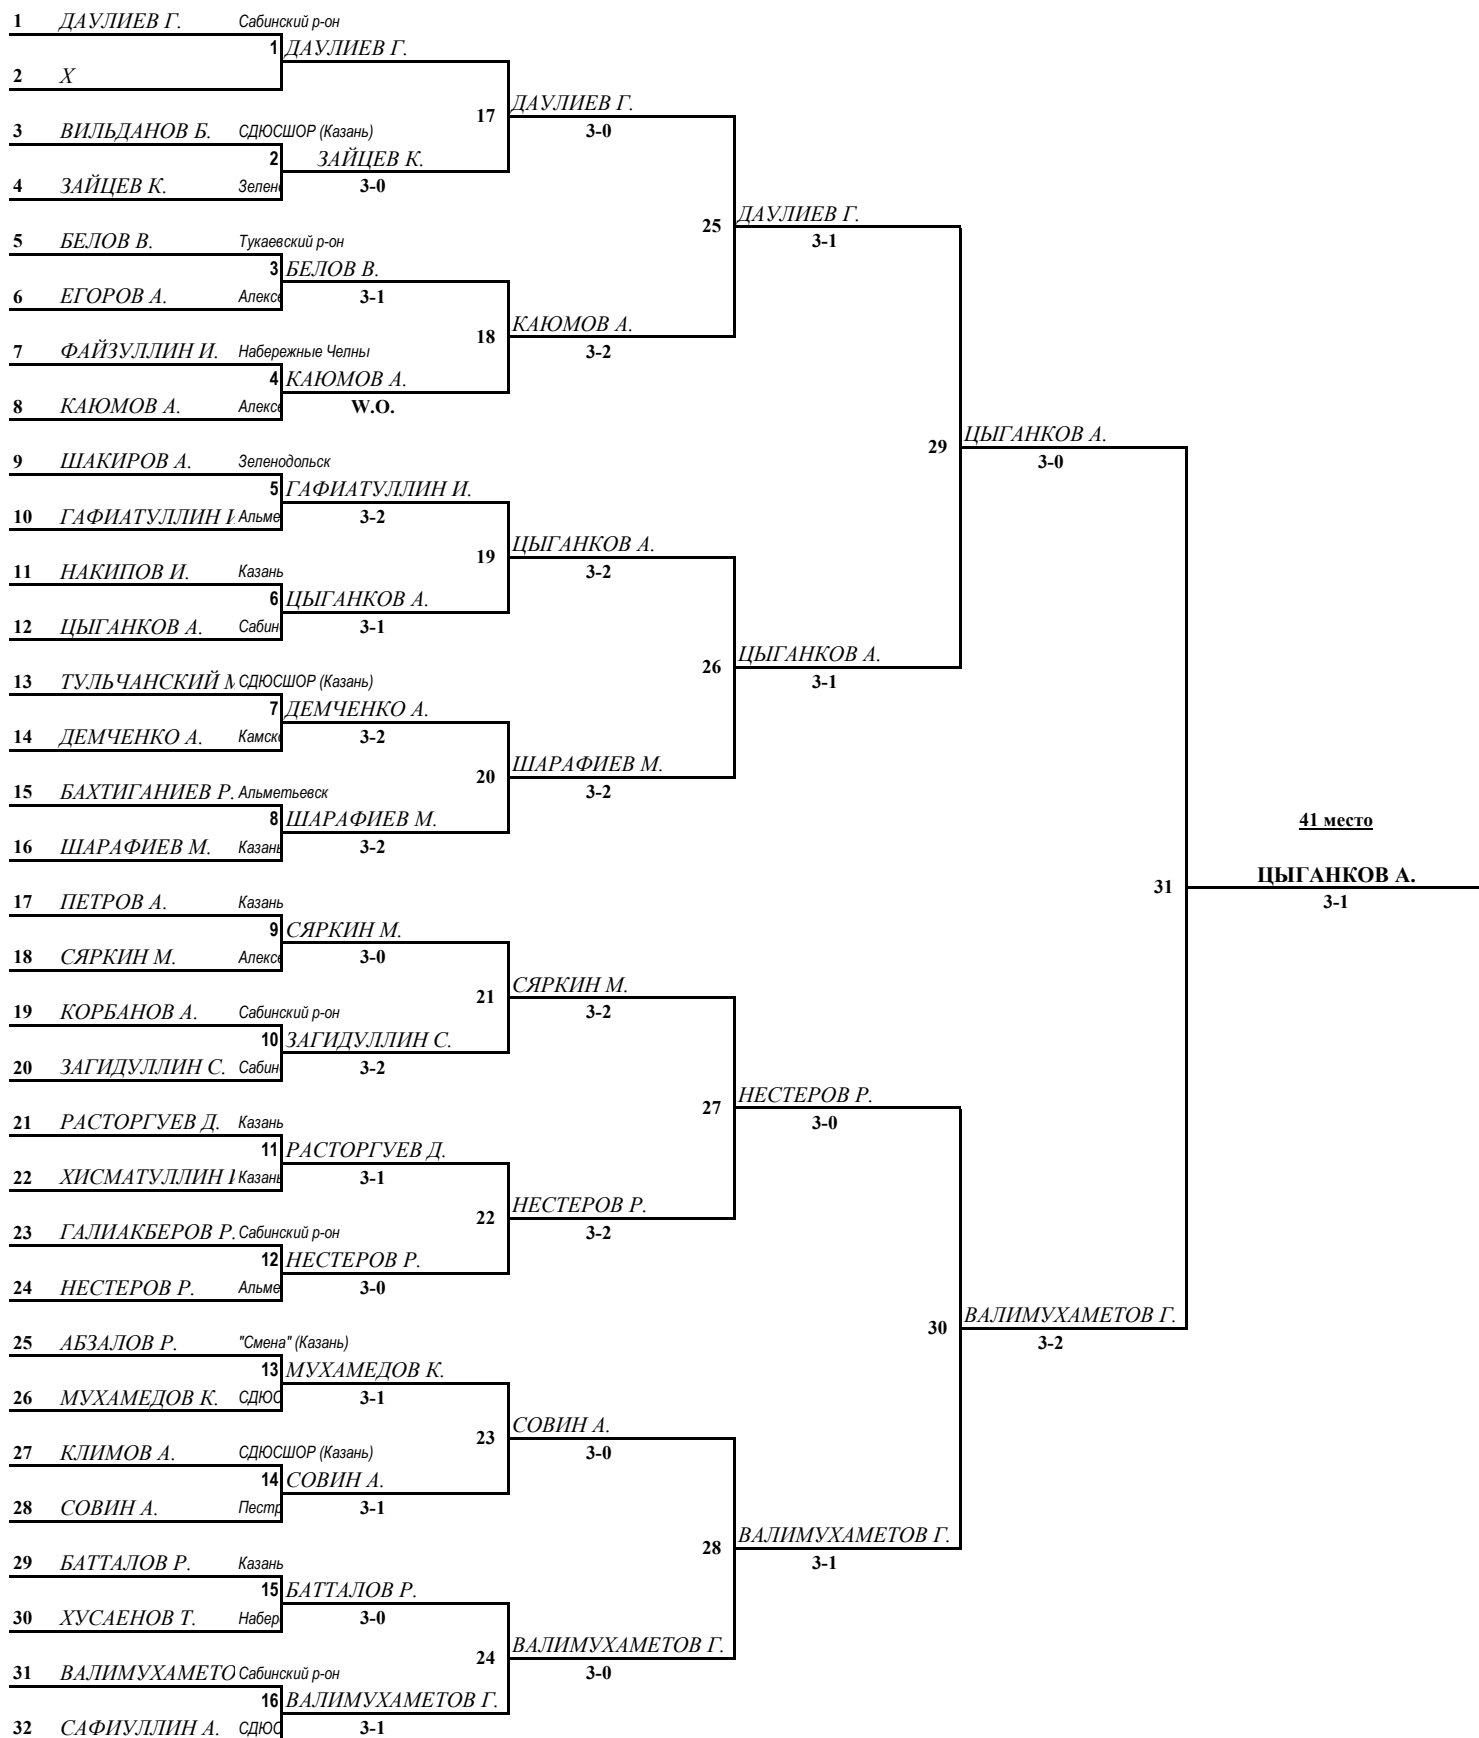 1 ДАУЛИЕВ Г. Сабинский р-он
1 ДАУЛИЕВ Г.
2 Х
17 ДАУЛИЕВ Г.
3-0
3 ВИЛЬДАНОВ Б. СДЮСШОР (Казань)
2 ЗАЙЦЕВ К.
4 ЗАЙЦЕВ К. Зелен
3-0
25 ДАУЛИЕВ Г.
3-1
5 БЕЛОВ В. Тукаевский р-он
3 БЕЛОВ В.
6 ЕГОРОВ А. Алексе
3-1
18 КАЮМОВ А.
3-2
7 ФАЙЗУЛЛИН И. Набережные Челны
4 КАЮМОВ А.
8 КАЮМОВ А. Алексе
W.O.
29 ЦЫГАНКОВ А.
3-0
9 ШАКИРОВ А. Зеленодольск
5 ГАФИАТУЛЛИН И.
10 ГАФИАТУЛЛИН И Альме
3-2
19 ЦЫГАНКОВ А.
3-2
11 НАКИПОВ И. Казань
6 ЦЫГАНКОВ А.
12 ЦЫГАНКОВ А. Сабин
3-1
26 ЦЫГАНКОВ А.
3-1
13 ТУЛЬЧАНСКИЙ М СДЮСШОР (Казань)
7 ДЕМЧЕНКО А.
14 ДЕМЧЕНКО А. Камск
3-2
20 ШАРАФИЕВ М.
3-2
15 БАХТИГАНИЕВ Р. Альметьевск
8 ШАРАФИЕВ М.
16 ШАРАФИЕВ М. Казань
3-2
41 место
31 ЦЫГАНКОВ А.
3-1
17 ПЕТРОВ А. Казань
9 СЯРКИН М.
18 СЯРКИН М. Алексе
3-0
21 СЯРКИН М.
3-2
19 КОРБАНОВ А. Сабинский р-он
10 ЗАГИДУЛЛИН С.
20 ЗАГИДУЛЛИН С. Сабин
3-2
27 НЕСТЕРОВ Р.
3-0
21 РАСТОРГУЕВ Д. Казань
11 РАСТОРГУЕВ Д.
22 ХИСМАТУЛЛИН Казань
3-1
22 НЕСТЕРОВ Р.
3-2
23 ГАЛИАКБЕРОВ Р. Сабинский р-он
12 НЕСТЕРОВ Р.
24 НЕСТЕРОВ Р. Альме
3-0
30 ВАЛИМУХАМЕТОВ Г.
3-2
25 АБЗАЛОВ Р. "Смена" (Казань)
13 МУХАМЕДОВ К.
26 МУХАМЕДОВ К. СДЮС
3-1
23 СОВИН А.
3-0
27 КЛИМОВ А. СДЮСШОР (Казань)
14 СОВИН А.
28 СОВИН А. Пестр
3-1
28 ВАЛИМУХАМЕТОВ Г.
3-1
29 БАТТАЛОВ Р. Казань
15 БАТТАЛОВ Р.
30 ХУСАЕНОВ Т. Набер
3-0
24 ВАЛИМУХАМЕТОВ Г.
3-0
31 ВАЛИМУХАМЕТО Сабинский р-он
16 ВАЛИМУХАМЕТОВ Г.
32 САФИУЛЛИН А. СДЮС
3-1